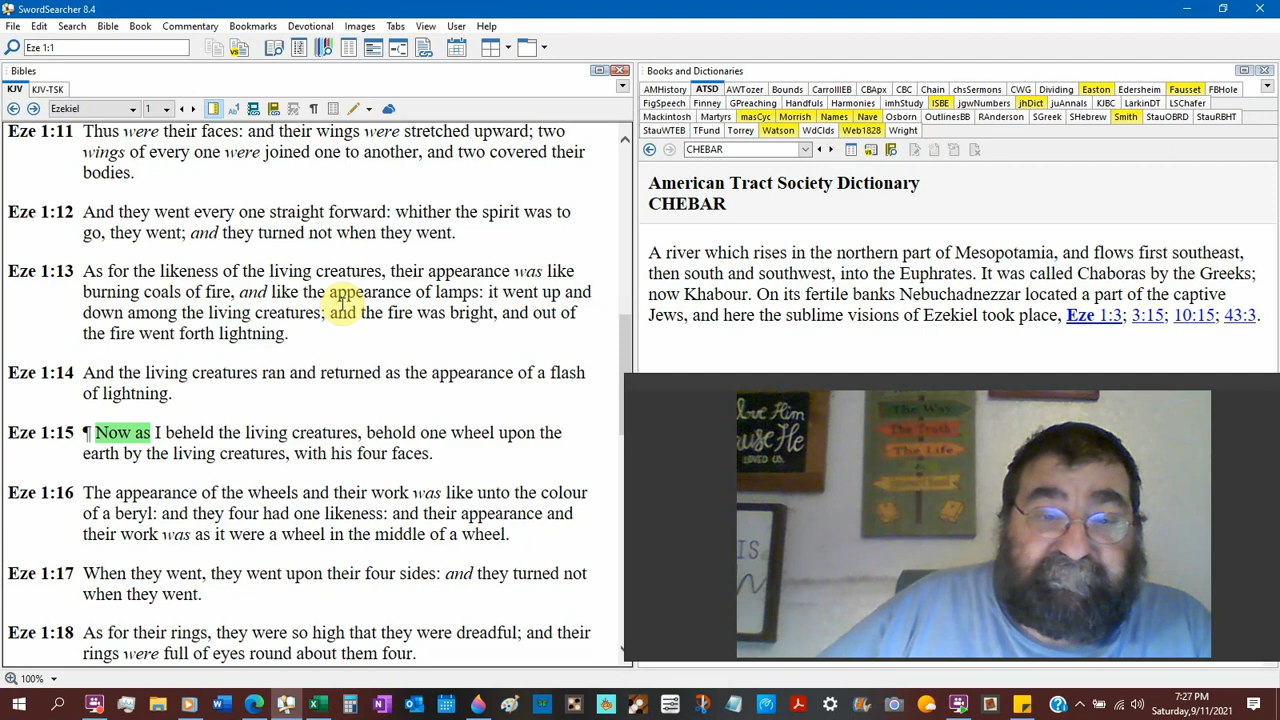 SwordSearcher 8.4
File Edit Search Bible Book Commentary Bookmarks Devotional Images Tabs View User Help
Eze 1:1
Bibles
KJV KJV-TSK
Ezekiel 1
Eze 1:11 Thus were their faces: and their wings were stretched upward; two
wings of every one were joined one to another, and two covered their
bodies.
Eze 1:12 And they went every one straight forward: whither the spirit was to
go, they went; and they turned not when they went.
Eze 1:13 As for the likeness of the living creatures, their appearance was like
burning coals of fire, and like the appearance of lamps: it went up and
down among the living creatures; and the fire was bright, and out of
the fire went forth lightning.
Eze 1:14 And the living creatures ran and returned as the appearance of a flash
of lightning.
Eze 1:15 ¶ Now as I beheld the living creatures, behold one wheel upon the
earth by the living creatures, with his four faces.
Eze 1:16 The appearance of the wheels and their work was like unto the colour
of a beryl: and they four had one likeness: and their appearance and
their work was as it were a wheel in the middle of a wheel.
Eze 1:17 When they went, they went upon their four sides: and they turned not
when they went.
Eze 1:18 As for their rings, they were so high that they were dreadful; and their
rings were full of eyes round about them four.
100%
Books and Dictionaries
AMHistory ATSD AWTozer Bounds CarrollEIB CBApx CBC Chain chsSermons CWG Dividing Easton Edersheim Fausset FBHole
FigSpeech Finney GPreaching Handfuls Harmonies imhStudy ISBE jgwNumbers jhDict juAnnals KJBC LarkinDT LSChafer
Mackintosh Martyrs masCyc Morrish Names Nave Osborn OutlinesBB RAnderson SGreek SHebrew Smith StauOBRD StauRBHT
StauWTEB TFund Torrey Watson WdClds Web1828 Wright
CHEBAR
American Tract Society Dictionary
CHEBAR
A river which rises in the northern part of Mesopotamia, and flows first southeast,
then south and southwest, into the Euphrates. It was called Chaboras by the Greeks;
now Khabour. On its fertile banks Nebuchadnezzar located a part of the captive
Jews, and here the sublime visions of Ezekiel took place, Eze 1:3; 3:15; 10:15; 43:3.
Love Him
because He
LOVED US.
The Way
The Truth
The Life
IS
7:27 PM
Saturday,9/11/2021